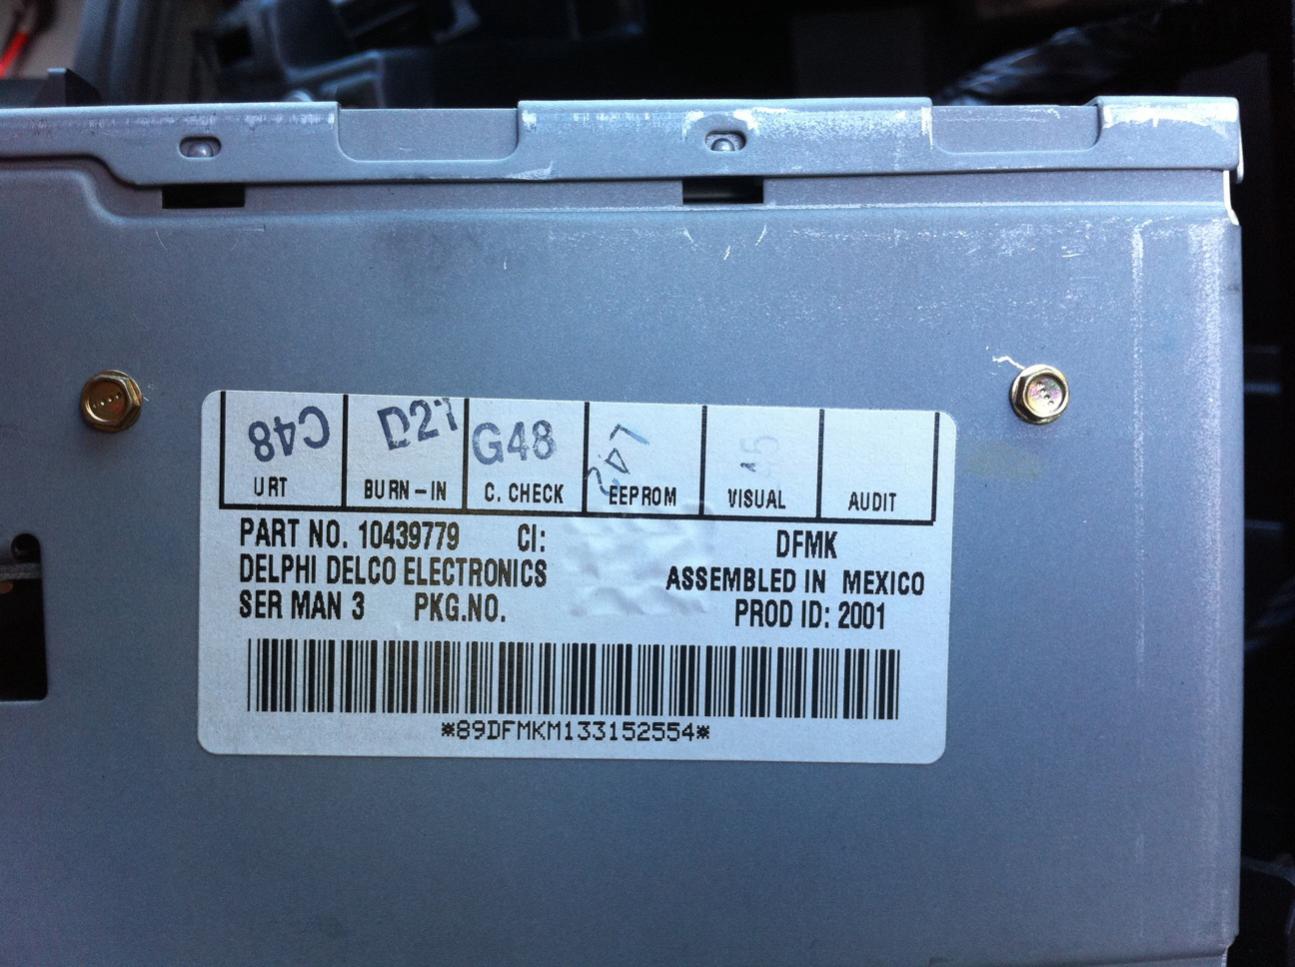 C48 D21 G48
URT BURN-IN C. CHECK EEPROM VISUAL AUDIT
PART NO. 10439779 CI: DFMK
DELPHI DELCO ELECTRONICS ASSEMBLED IN MEXICO
SER MAN 3 PKG.NO. PROD ID: 2001
*89DFMKM133152554*